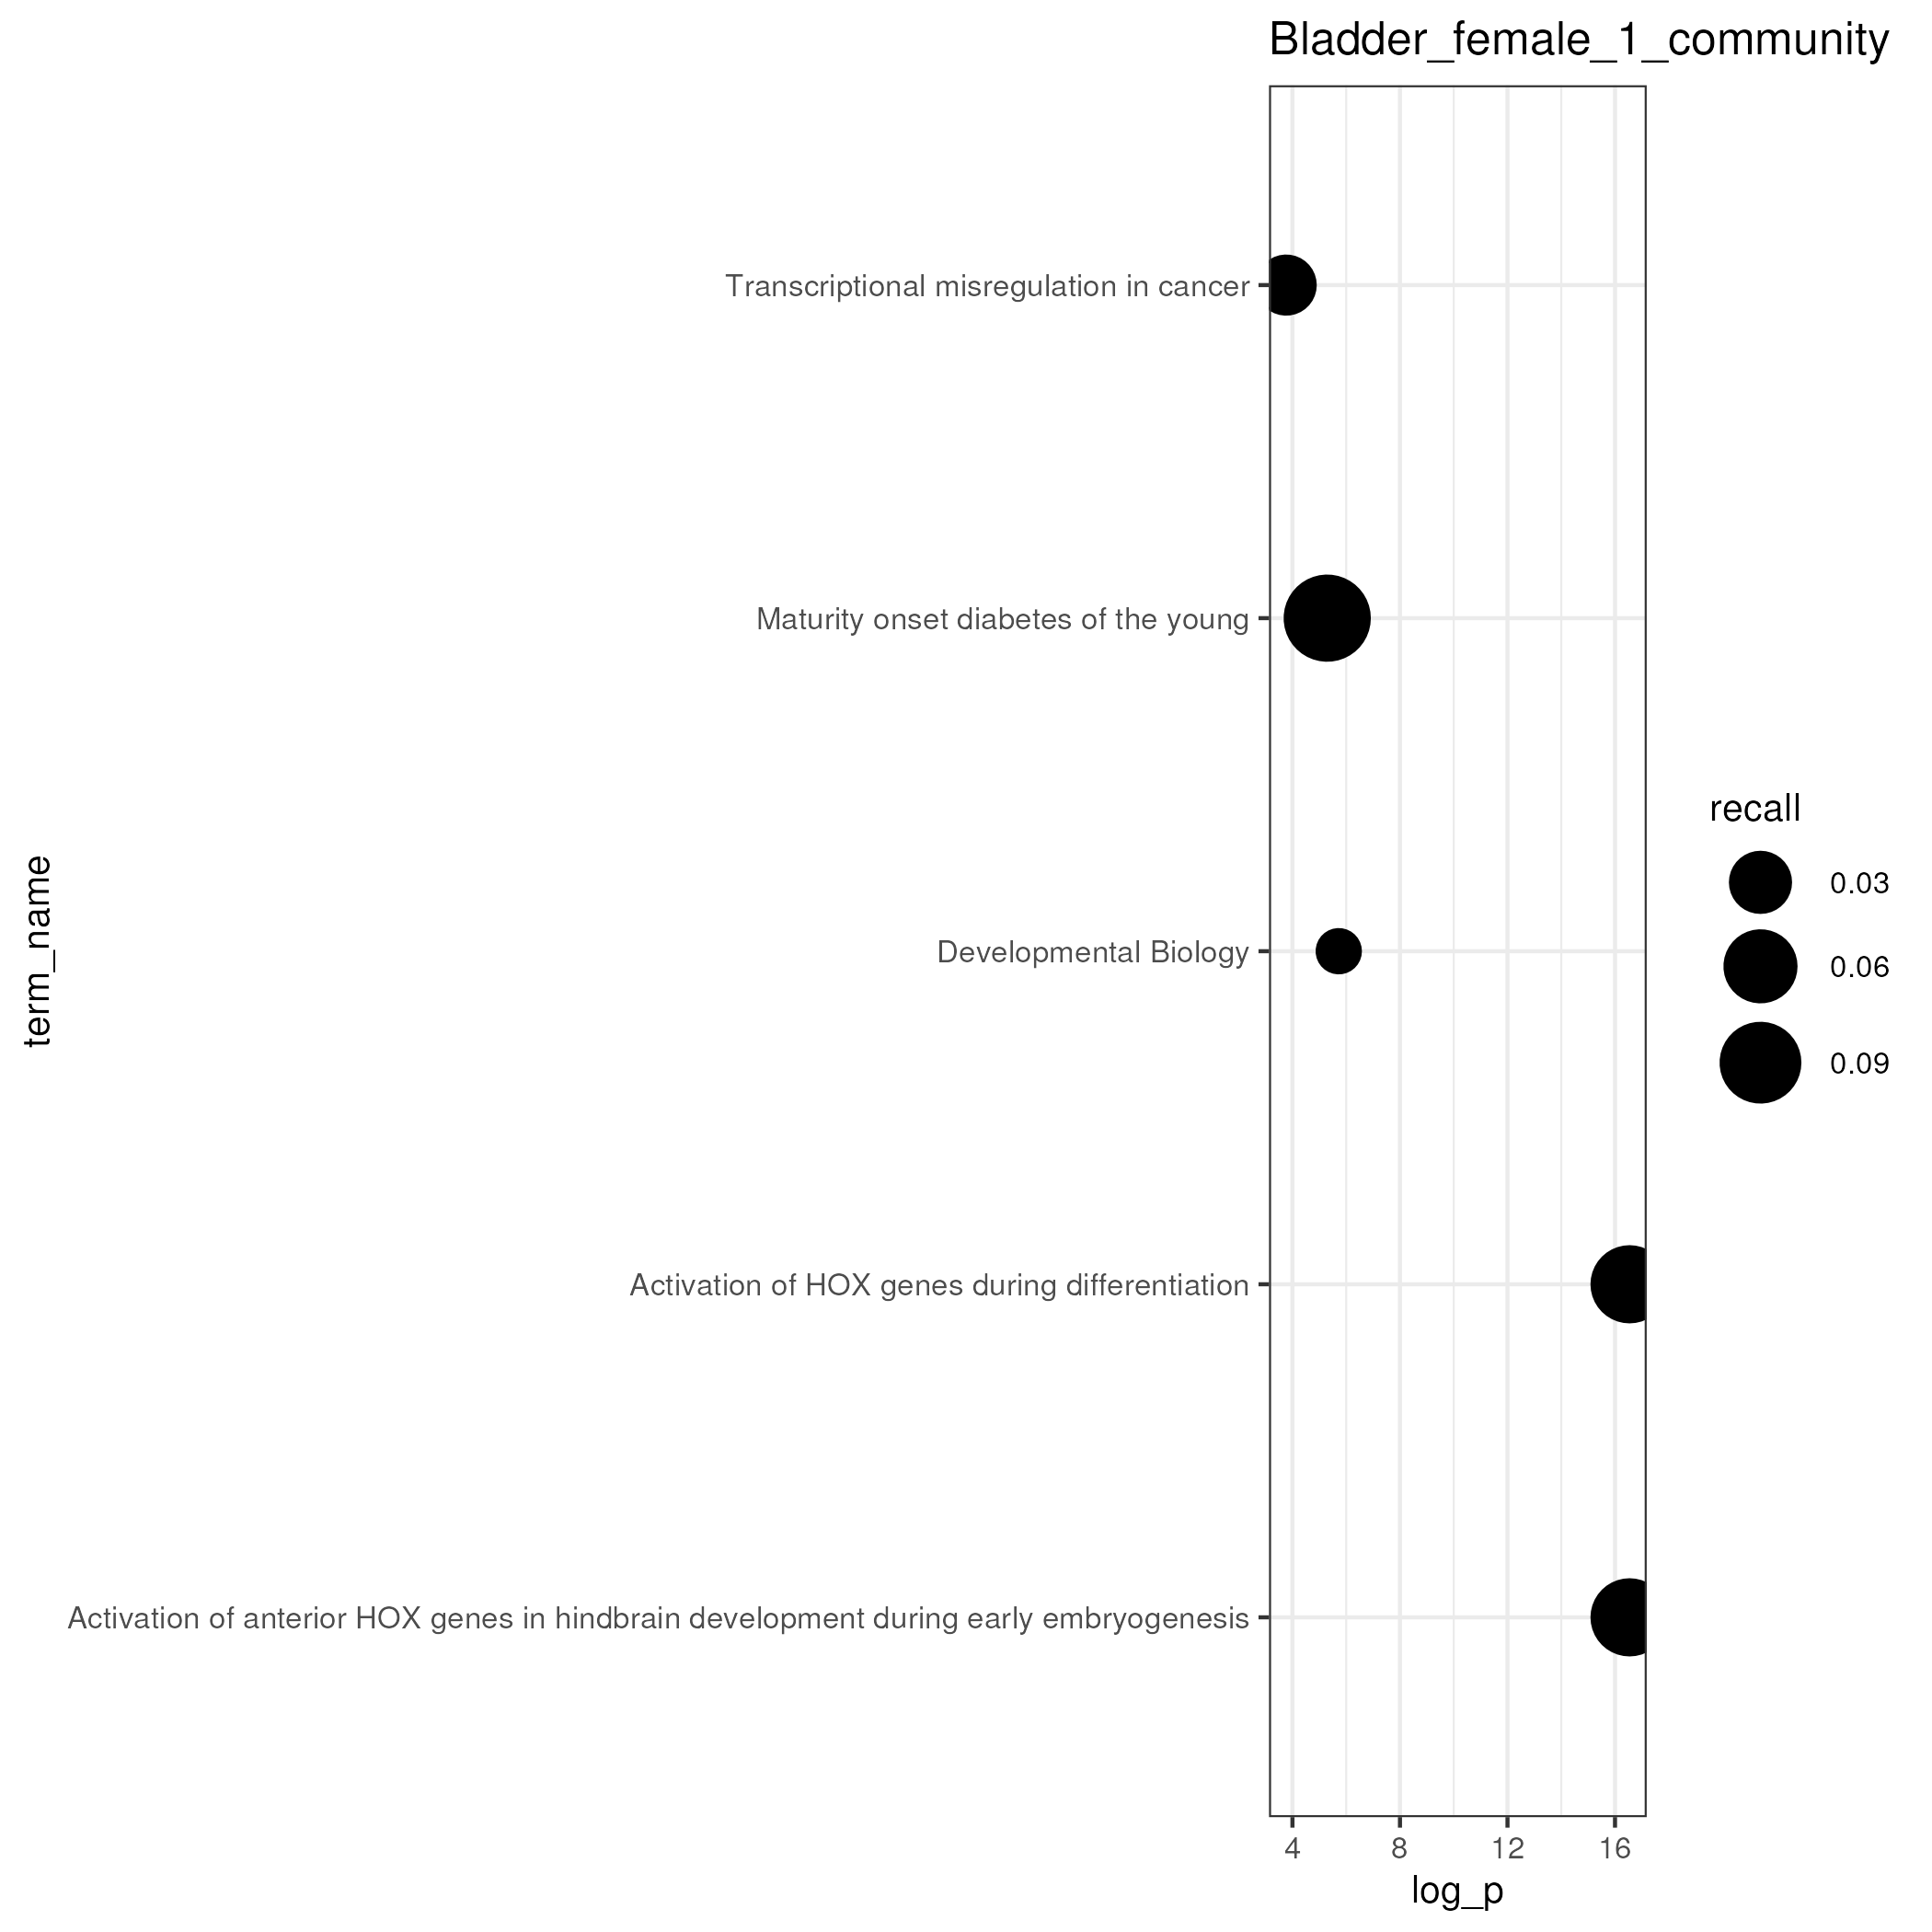 Bladder_female_1_community
term_name
Transcriptional misregulation in cancer
Maturity onset diabetes of the young
Developmental Biology
Activation of HOX genes during differentiation
Activation of anterior HOX genes in hindbrain development during early embryogenesis
4 8 12 16
log_p
recall
0.03
0.06
0.09